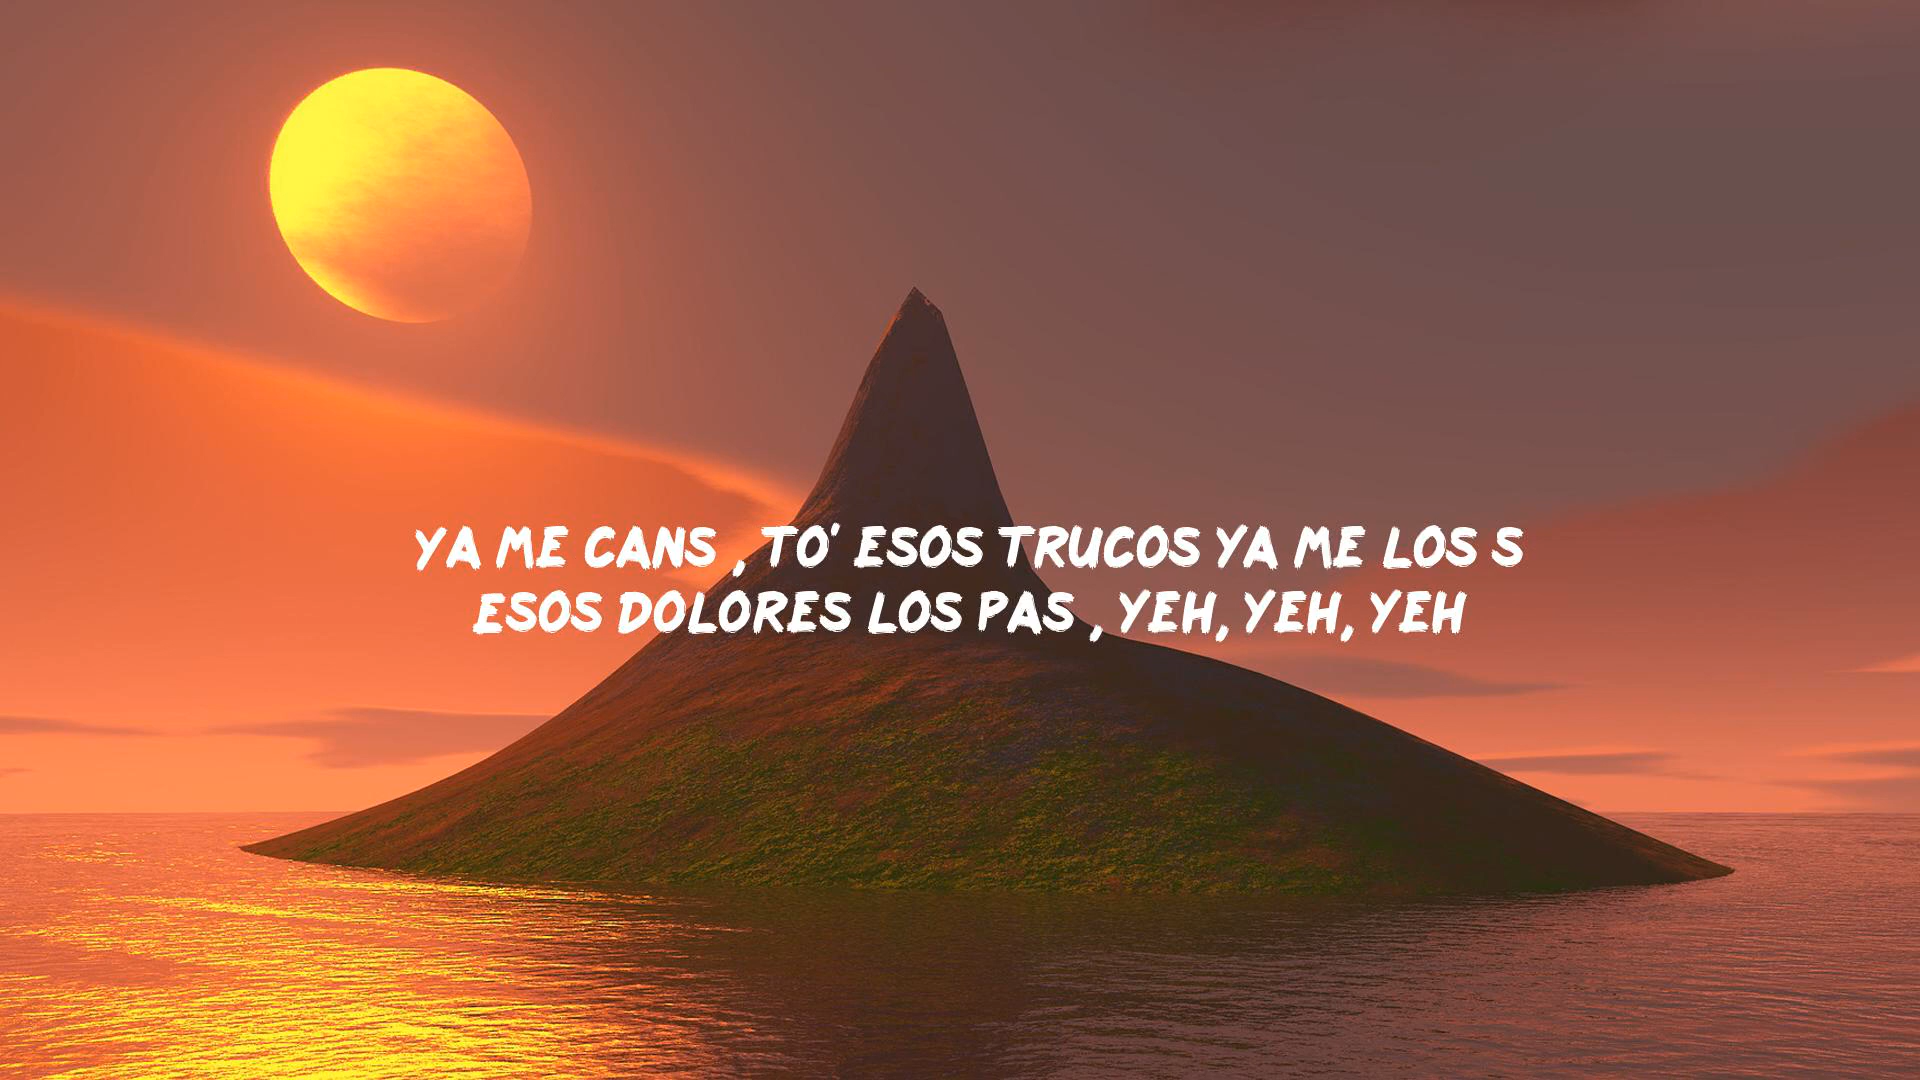 YA ME CANS , TO' ESOS TRUCOS YA ME LOS S
ESOS DOLORES LOS PAS , YEH, YEH, YEH